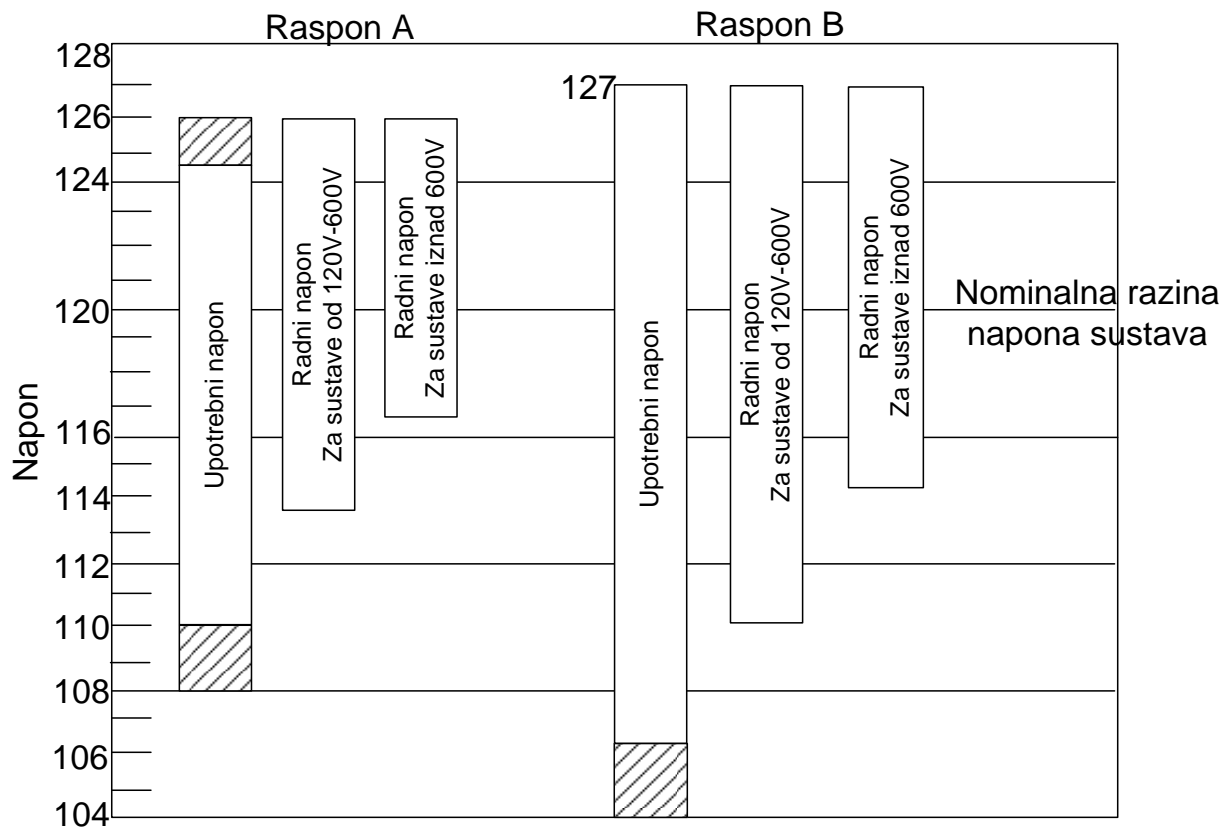 Raspon A
Raspon B
128
127
126
124
120
116
114
112
110
108
106
104
Napon
Upotrebni napon
Radni napon
Za sustave od 120V-600V
Radni napon
Za sustave iznad 600V
Upotrebni napon
Radni napon
Za sustave od 120V-600V
Radni napon
Za sustave iznad 600V
Nominalna razina
napona sustava